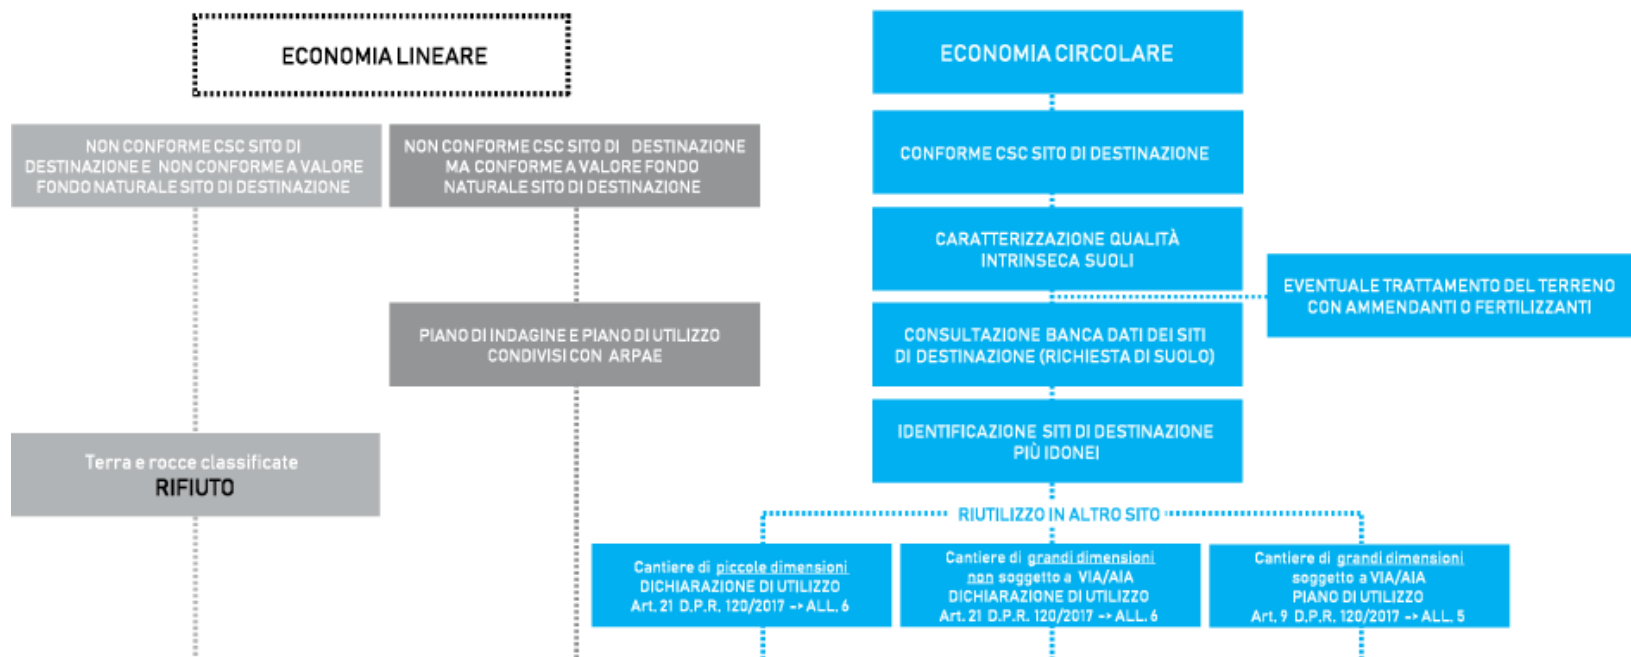 ECONOMIA LINEARE
NON CONFORME CSC SITO DI
DESTINAZIONE E NON CONFORME A VALORE
FONDO NATURALE SITO DI DESTINAZIONE
NON CONFORME CSC SITO DI DESTINAZIONE
MA CONFORME A VALORE FONDO
NATURALE SITO DI DESTINAZIONE
PIANO DI INDAGINE E PIANO DI UTILIZZO
CONDIVISI CON ARPAE
Terra e rocce classificate
RIFIUTO
ECONOMIA CIRCOLARE
CONFORME CSC SITO DI DESTINAZIONE
CARATTERIZZAZIONE QUALITÀ
INTRINSECA SUOLI
EVENTUALE TRATTAMENTO DEL TERRENO
CON AMMENDANTI O FERTILIZZANTI
CONSULTAZIONE BANCA DATI DEI SITI
DI DESTINAZIONE (RICHIESTA DI SUOLO)
IDENTIFICAZIONE SITI DI DESTINAZIONE
PIÙ IDONEI
RIUTILIZZO IN ALTRO SITO
Cantiere di piccole dimensioni
DICHIARAZIONE DI UTILIZZO
Art. 21 D.P.R. 120/2017 -> ALL. 6
Cantiere di grandi dimensioni
non soggetto a VIA/AIA
DICHIARAZIONE DI UTILIZZO
Art. 21 D.P.R. 120/2017 -> ALL. 6
Cantiere di grandi dimensioni
soggetto a VIA/AIA
PIANO DI UTILIZZO
Art. 9 D.P.R. 120/2017 -> ALL. 5